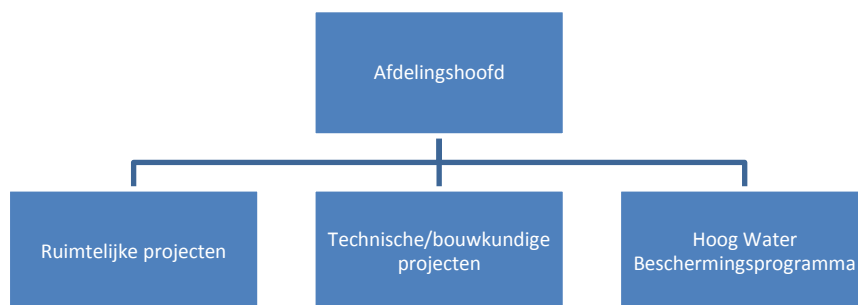 Afdelingshoofd
Ruimtelijke projecten
Technische/bouwkundige
projecten
Hoog Water
Beschermingsprogramma